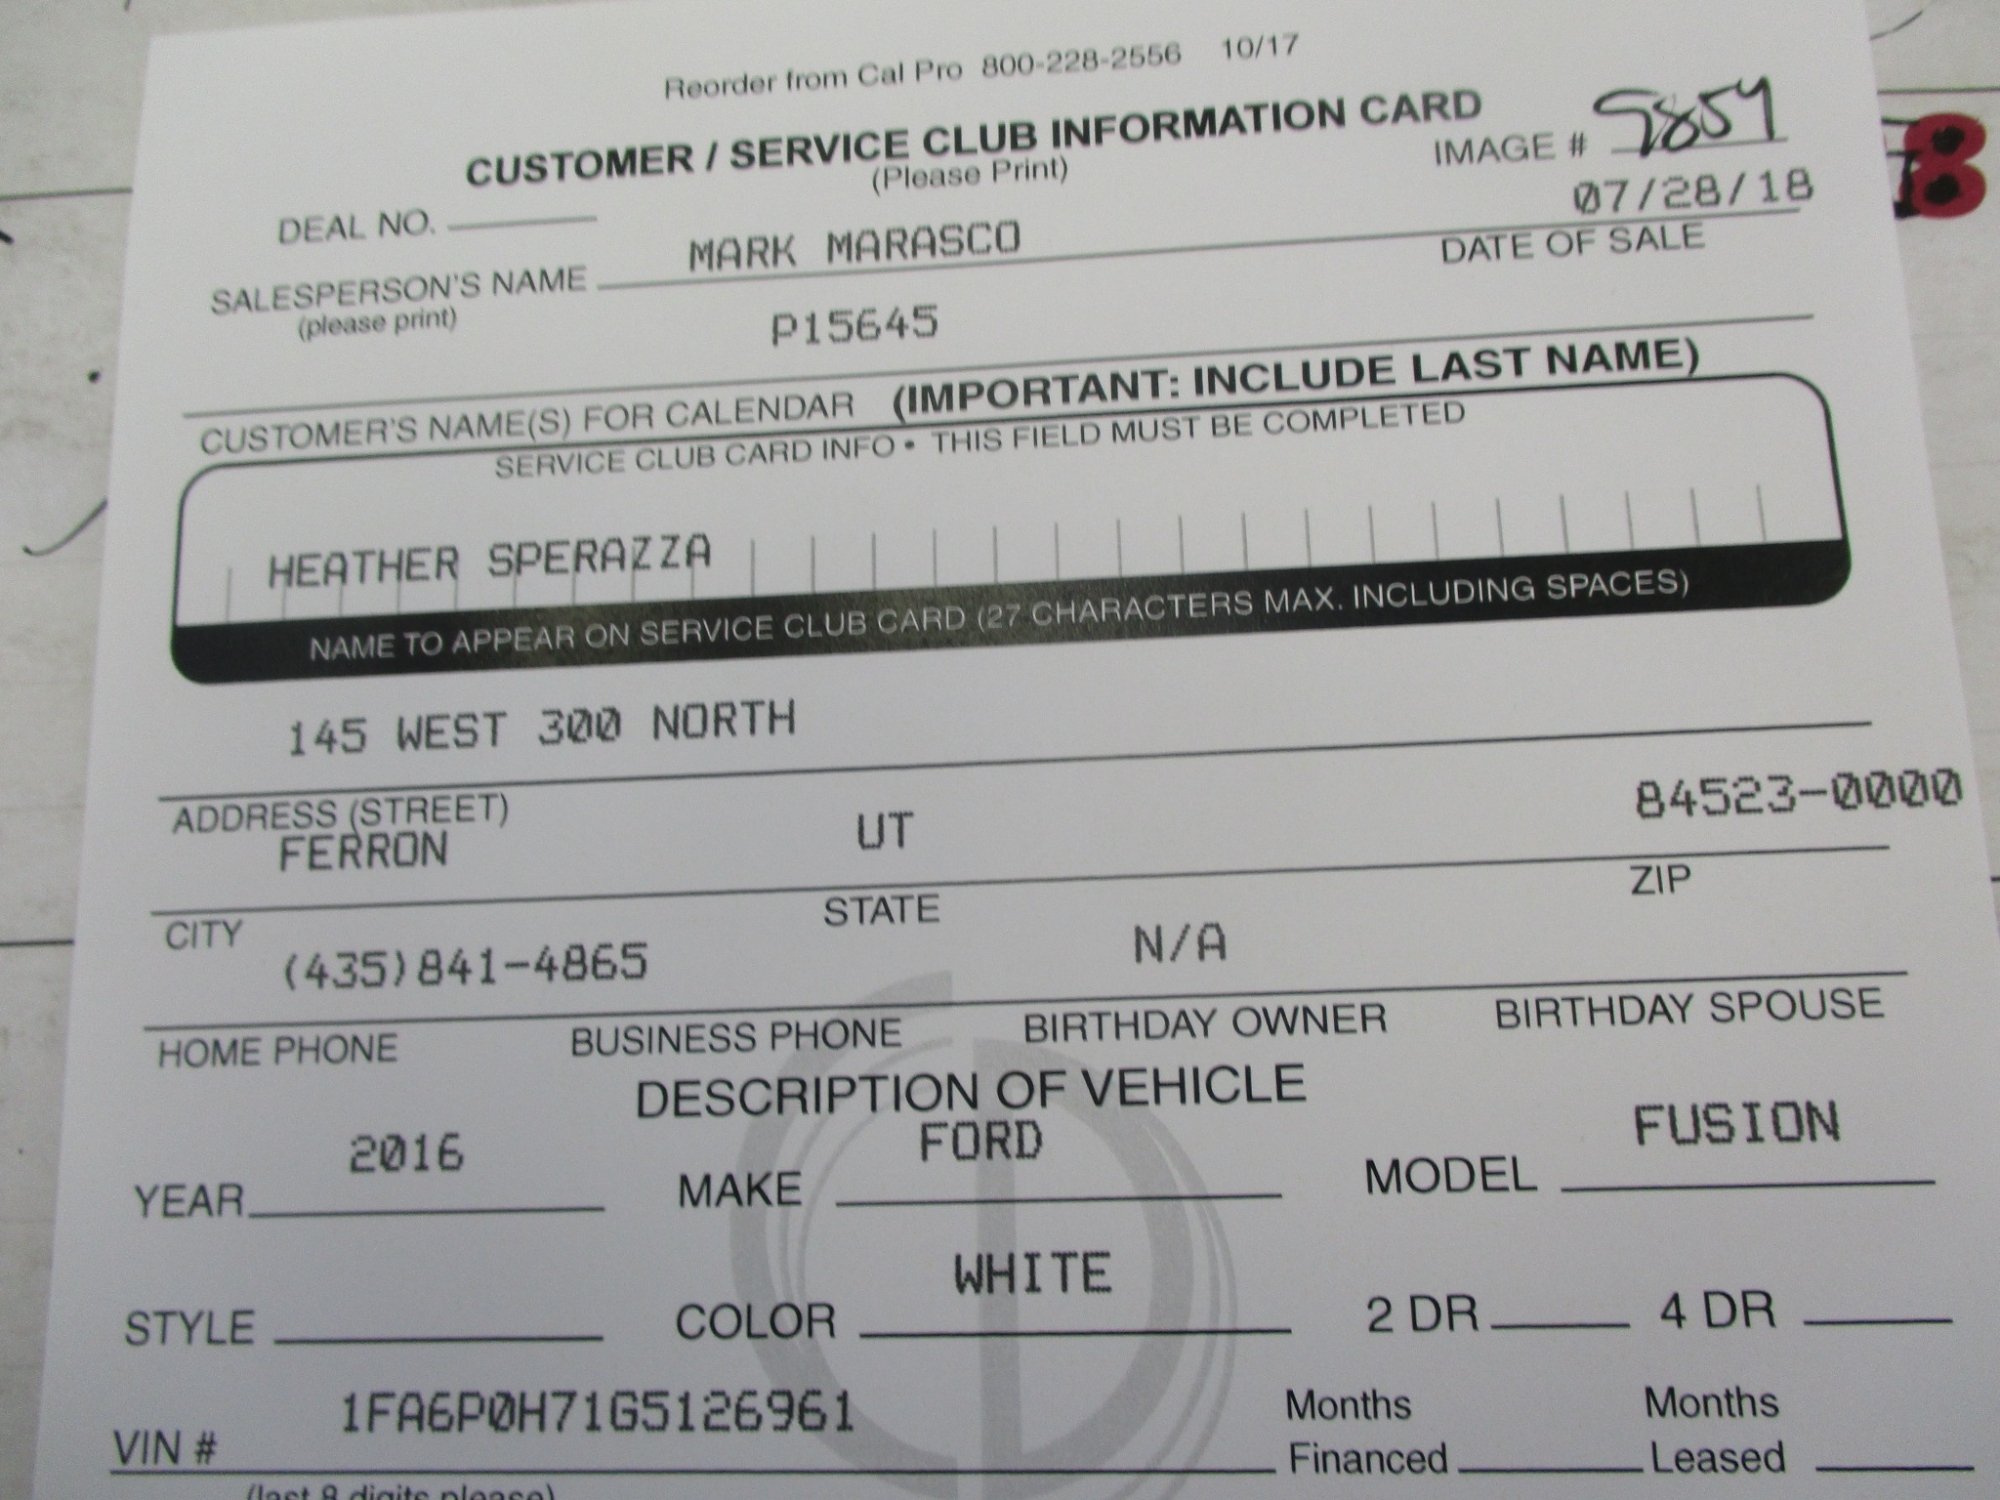 Reorder from Cal Pro 800-228-2556 10/17
CUSTOMER / SERVICE CLUB INFORMATION CARD
(Please Print)
IMAGE # 9854
07/28/18
DEAL NO.
DATE OF SALE
SALESPERSON'S NAME MARK MARASCO
(please print)
P15645
CUSTOMER'S NAME(S) FOR CALENDAR (IMPORTANT: INCLUDE LAST NAME)
SERVICE CLUB CARD INFO • THIS FIELD MUST BE COMPLETED
HEATHER SPERAZZA
NAME TO APPEAR ON SERVICE CLUB CARD (27 CHARACTERS MAX. INCLUDING SPACES)
145 WEST 300 NORTH
ADDRESS (STREET)
FERRON UT 84523-0000
CITY STATE ZIP
(435)841-4865 N/A
HOME PHONE BUSINESS PHONE BIRTHDAY OWNER BIRTHDAY SPOUSE
DESCRIPTION OF VEHICLE
YEAR 2016 MAKE FORD MODEL FUSION
STYLE COLOR WHITE 2 DR 4 DR
VIN # 1FA6P0H71G5126961 Months Financed Months Leased
(last 8 digits please)